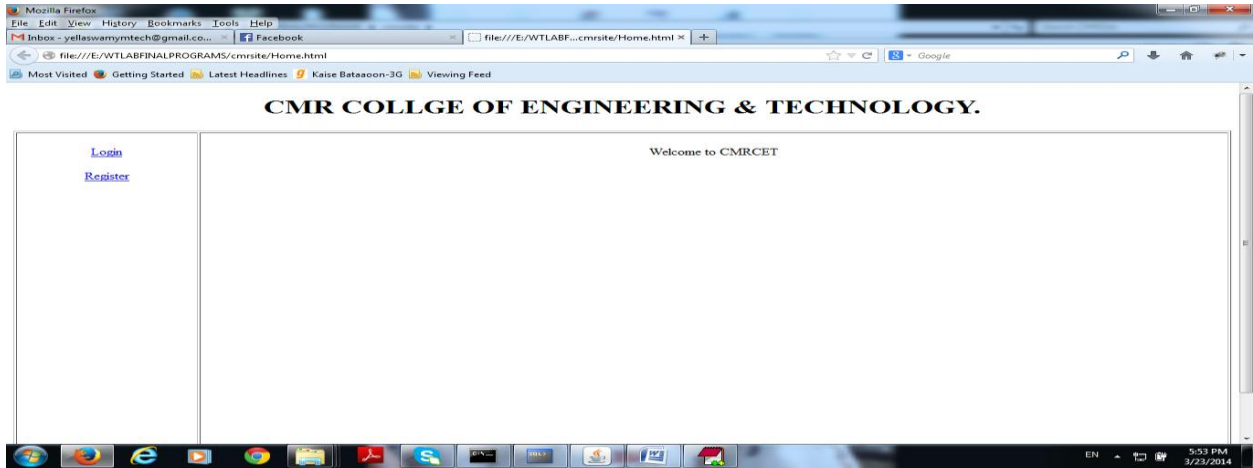 Mozilla Firefox
File Edit View History Bookmarks Tools Help
Inbox - yellaswamymtech@gmail.co... × Facebook × file:///E:/WTLABF...cmrsite/Home.html × +
file:///E:/WTLABFINALPROGRAMS/cmrsite/Home.html 8 - Google
Most Visited Getting Started Latest Headlines Kaise Bataaoon-3G Viewing Feed
CMR COLLGE OF ENGINEERING & TECHNOLOGY.
Login Welcome to CMRCET
Register
EN 5:53 PM
3/23/2014